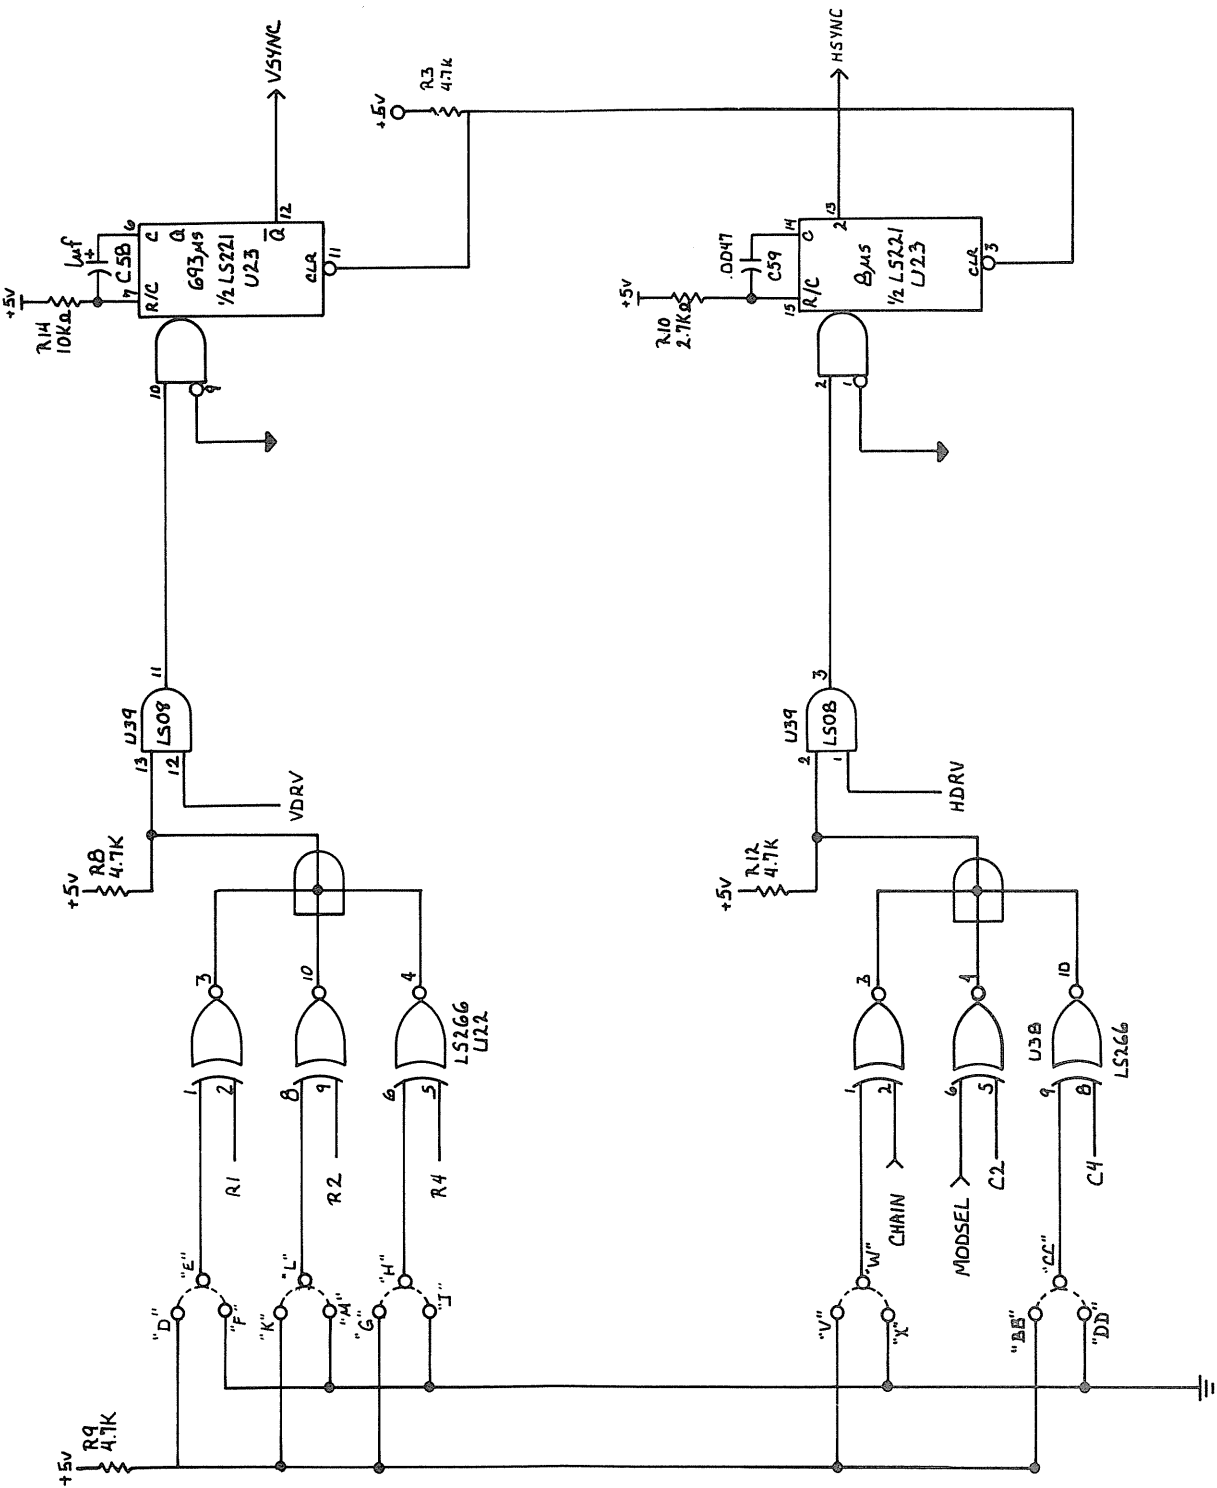 VSYNC
+5V
R3
4.7K
HSYNC
1uf
+
C58
+5V
R14
10KΩ
6
7
C
R/C
Q
693µs
½ LS221
U23
Q
12
CLR
11
10
9
.0047
C59
+5V
R10
2.7KΩ
14
15
C
R/C
8µs
½ LS221
U23
2
13
CLR
3
2
1
U39
LS08
11
13
12
VDRV
+5V
R8
4.7K
U39
LS08
3
2
1
HDRV
+5V
R12
4.7K
3
10
4
1
2
8
9
6
5
LS266
U22
R1
R2
R4
3
4
10
1
2
6
5
9
8
U38
LS266
CHAIN
MODSEL
C2
C4
"E"
"D"
"F"
"L"
"K"
"M"
"H"
"G"
"J"
"W"
"V"
"X"
"CC"
"BB"
"DD"
+5V
R9
4.7K